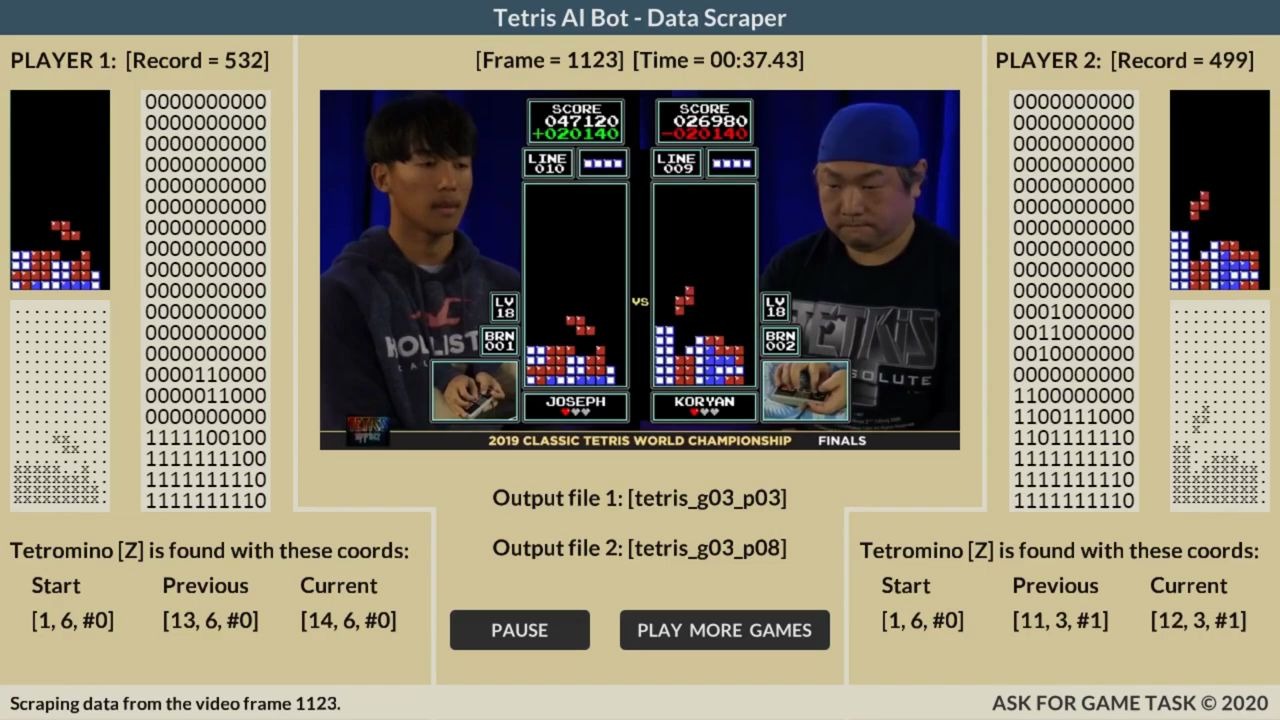 Tetris AI Bot - Data Scraper
PLAYER 1: [Record = 532]
[Frame = 1123] [Time = 00:37.43]
PLAYER 2: [Record = 499]
0000000000
0000000000
0000000000
0000000000
0000000000
0000000000
0000000000
0000000000
0000000000
0000000000
0000000000
0000000000
0000000000
0000110000
0000011000
0000000000
1111100100
1111111100
1111111110
1111111110
SCORE
047120
+020140
LINE
010
SCORE
026980
-020140
LINE
009
LV
18
BRN
001
VS
LV
18
BRN
002
HOLLIST
TETRIS
SOLUTE
JOSEPH
KORYAN
TETRIS
EFFECT
2019 CLASSIC TETRIS WORLD CHAMPIONSHIP FINALS
0000000000
0000000000
0000000000
0000000000
0000000000
0000000000
0000000000
0000000000
0000000000
0000000000
0001000000
0011000000
0010000000
0000000000
1100000000
1100111000
1101111110
1111111110
1111111110
1111111110
Output file 1: [tetris_g03_p03]
Output file 2: [tetris_g03_p08]
Tetromino [Z] is found with these coords:
Start Previous Current
[1, 6, #0] [13, 6, #0] [14, 6, #0]
PAUSE
PLAY MORE GAMES
Tetromino [Z] is found with these coords:
Start Previous Current
[1, 6, #0] [11, 3, #1] [12, 3, #1]
Scraping data from the video frame 1123.
ASK FOR GAME TASK © 2020